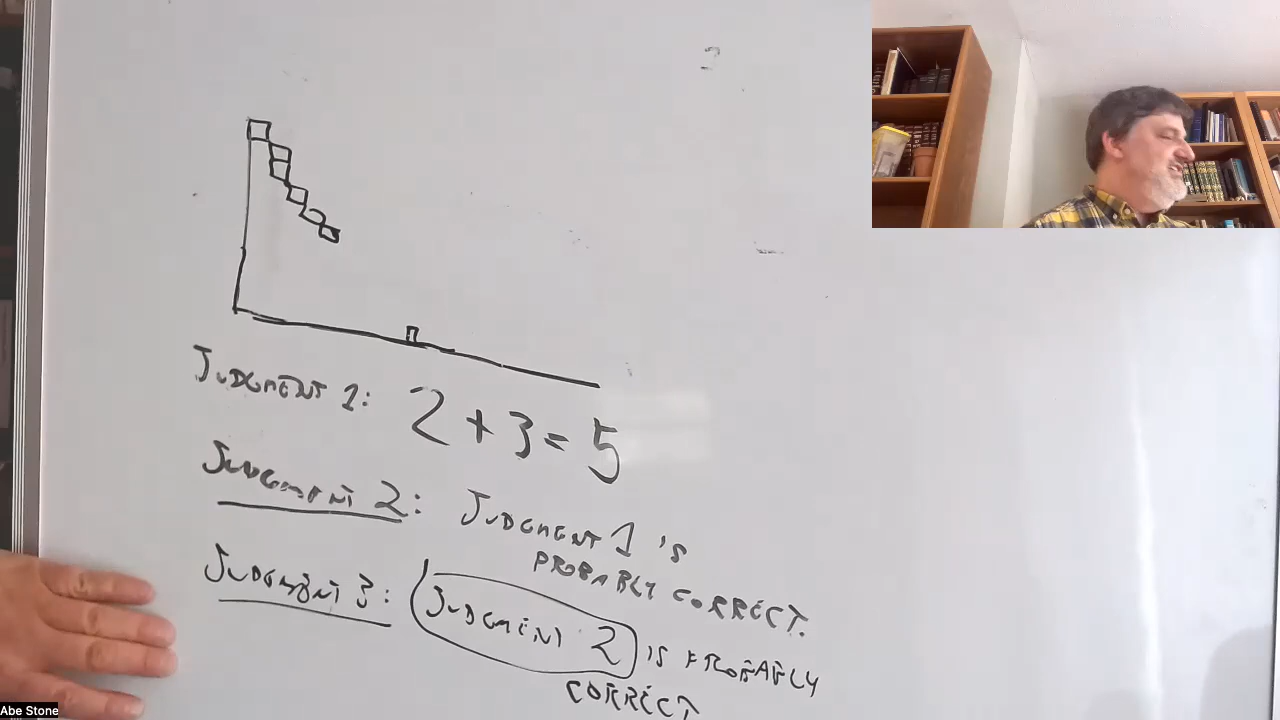 JUDGMENT 1: 2 + 3 = 5
JUDGMENT 2: JUDGMENT 1 IS
PROBABLY CORRECT.
JUDGMENT 3: JUDGMENT 2 IS PROBABLY
CORRECT
Abe Stone